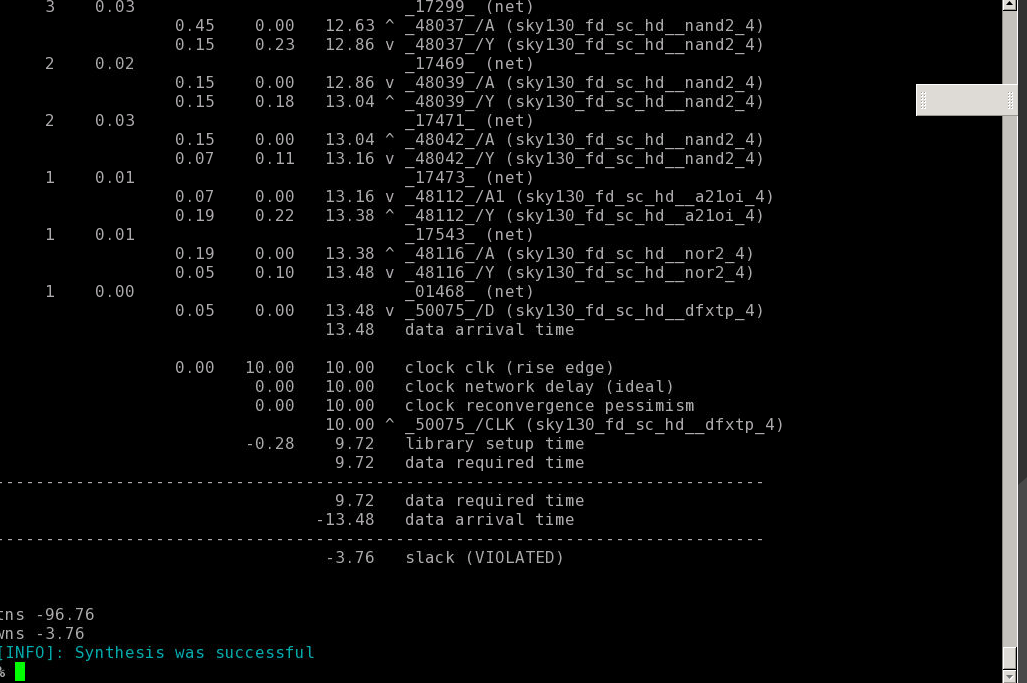 3 0.03 _17299_ (net)
0.45 0.00 12.63 ^ _48037_/A (sky130_fd_sc_hd__nand2_4)
0.15 0.23 12.86 v _48037_/Y (sky130_fd_sc_hd__nand2_4)
2 0.02 _17469_ (net)
0.15 0.00 12.86 v _48039_/A (sky130_fd_sc_hd__nand2_4)
0.15 0.18 13.04 ^ _48039_/Y (sky130_fd_sc_hd__nand2_4)
2 0.03 _17471_ (net)
0.15 0.00 13.04 ^ _48042_/A (sky130_fd_sc_hd__nand2_4)
0.07 0.11 13.16 v _48042_/Y (sky130_fd_sc_hd__nand2_4)
1 0.01 _17473_ (net)
0.07 0.00 13.16 v _48112_/A1 (sky130_fd_sc_hd__a21oi_4)
0.19 0.22 13.38 ^ _48112_/Y (sky130_fd_sc_hd__a21oi_4)
1 0.01 _17543_ (net)
0.19 0.00 13.38 ^ _48116_/A (sky130_fd_sc_hd__nor2_4)
0.05 0.10 13.48 v _48116_/Y (sky130_fd_sc_hd__nor2_4)
1 0.00 _01468_ (net)
0.05 0.00 13.48 v _50075_/D (sky130_fd_sc_hd__dfxtp_4)
13.48 data arrival time
0.00 10.00 10.00 clock clk (rise edge)
0.00 10.00 clock network delay (ideal)
0.00 10.00 clock reconvergence pessimism
10.00 ^ _50075_/CLK (sky130_fd_sc_hd__dfxtp_4)
-0.28 9.72 library setup time
9.72 data required time
-----------------------------------------------------------------------------
9.72 data required time
-13.48 data arrival time
-----------------------------------------------------------------------------
-3.76 slack (VIOLATED)
tns -96.76
wns -3.76
[INFO]: Synthesis was successful
%